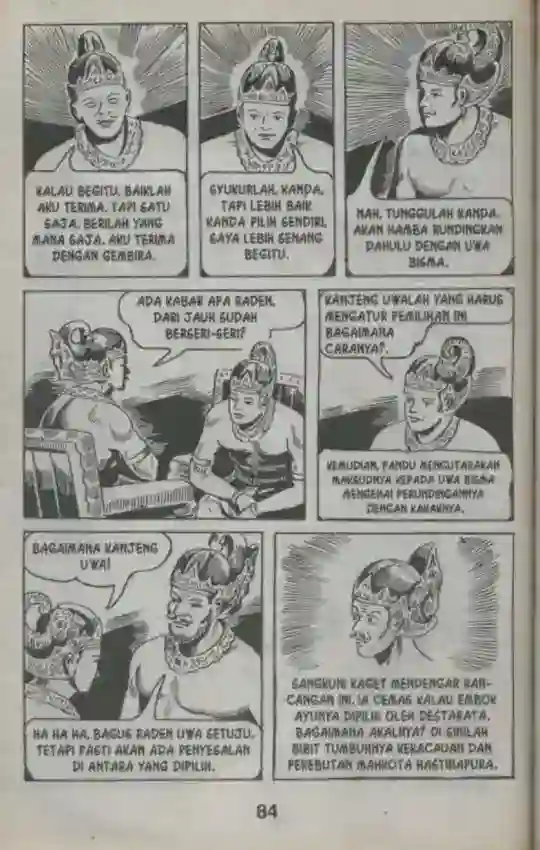 KALAU BEGITU, BAIKLAH
AKU TERIMA. TAPI SATU
SAJA. BERILAH YANG
MANA SAJA. AKU TERIMA
DENGAN GEMBIRA.
SYUKURLAH, KANDA.
TAPI LEBIH BAIK
KANDA PILIH SENDIRI.
SAYA LEBIH SENANG
BEGITU.
NAH, TUNGGULAH KANDA.
AKAN HAMBA RUNDINGKAN
DAHULU DENGAN UWA
BISMA.
ADA KABAR APA RADEN,
DARI JAUH SUDAH
BERSERI-SERI?
KANJENG UWALAH YANG HARUS
MENGATUR PEMILIHAN INI
BAGAIMANA
CARANYA?.
KEMUDIAN, PANDU MENGUTARAKAN
MAKSUDNYA KEPADA UWA BISMA
MENGENAI PERUNDINGANNYA
DENGAN KAKAKNYA.
BAGAIMANA KANJENG
UWA!
HA HA HA, BAGUS RADEN UWA SETUJU.
TETAPI PASTI AKAN ADA PENYESALAN
DI ANTARA YANG DIPILIH.
SANGKUNI KAGET MENDENGAR RAN-
CANGAN INI. IA CEMAS KALAU EMBOK
AYUNYA DIPILIH OLEH DESTARATA.
BAGAIMANA AKALNYA? DI SINILAH
BIBIT TUMBUHNYA KEKACAUAN DAN
PEREBUTAN MAHKOTA HASTINAPURA.
84